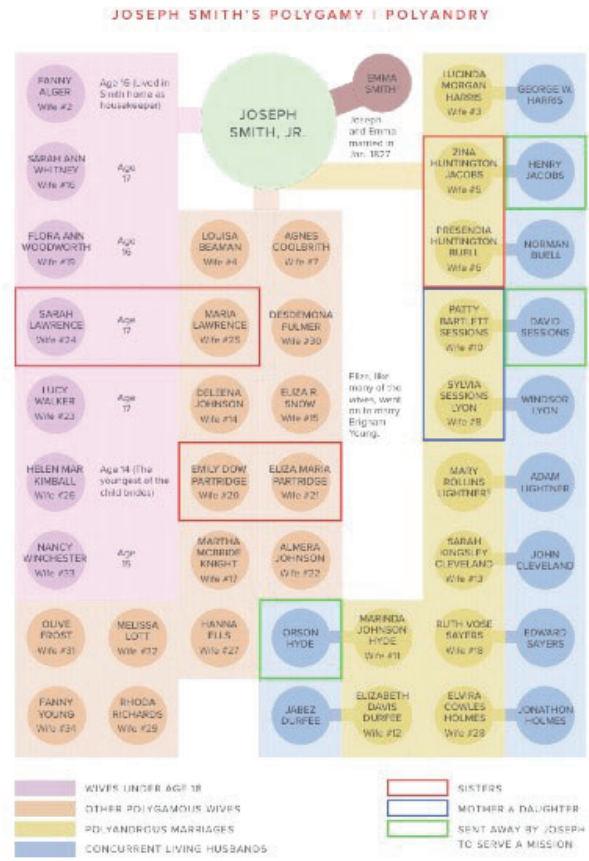 JOSEPH SMITH'S POLYGAMY | POLYANDRY
FANNY
ALGER
Wife #2
Age 16 (Lived in
Smith home as
housekeeper)
JOSEPH
SMITH, JR.
EMMA
SMITH
Joseph
and Emma
married in
Jan. 1827
LUCINDA
MORGAN
HARRIS
Wife #3
GEORGE W.
HARRIS
SARAH ANN
WHITNEY
Wife #16
Age
17
ZINA
HUNTINGTON
JACOBS
Wife #5
HENRY
JACOBS
FLORA ANN
WOODWORTH
Wife #19
Age
16
LOUISA
BEAMAN
Wife #4
AGNES
COOLBRITH
Wife #7
PRESENDIA
HUNTINGTON
BUELL
Wife #6
NORMAN
BUELL
SARAH
LAWRENCE
Wife #24
Age
17
MARIA
LAWRENCE
Wife #25
DESDEMONA
FULMER
Wife #30
PATTY
BARTLETT
SESSIONS
Wife #10
DAVID
SESSIONS
LUCY
WALKER
Wife #23
Age
17
DELEENA
JOHNSON
Wife #14
ELIZA R.
SNOW
Wife #15
Eliza, like
many of the
wives, went
on to marry
Brigham
Young.
SYLVIA
SESSIONS
LYON
Wife #8
WINDSOR
LYON
HELEN MAR
KIMBALL
Wife #26
Age 14 (The
youngest of the
child brides)
EMILY DOW
PARTRIDGE
Wife #20
ELIZA MARIA
PARTRIDGE
Wife #21
MARY
ROLLINS
LIGHTNER
ADAM
LIGHTNER
NANCY
WINCHESTER
Wife #33
Age
15
MARTHA
MCBRIDE
KNIGHT
Wife #17
ALMERA
JOHNSON
Wife #22
SARAH
KINGSLEY
CLEVELAND
Wife #13
JOHN
CLEVELAND
OLIVE
FROST
Wife #31
MELISSA
LOTT
Wife #32
HANNA
ELLS
Wife #27
ORSON
HYDE
MARINDA
JOHNSON
HYDE
Wife #11
RUTH VOSE
SAYERS
Wife #18
EDWARD
SAYERS
FANNY
YOUNG
Wife #34
RHODA
RICHARDS
Wife #29
JABEZ
DURFEE
ELIZABETH
DAVIS
DURFEE
Wife #12
ELVIRA
COWLES
HOLMES
Wife #28
JONATHON
HOLMES
WIVES UNDER AGE 18
OTHER POLYGAMOUS WIVES
POLYANDROUS MARRIAGES
CONCURRENT LIVING HUSBANDS
SISTERS
MOTHER & DAUGHTER
SENT AWAY BY JOSEPH
TO SERVE A MISSION